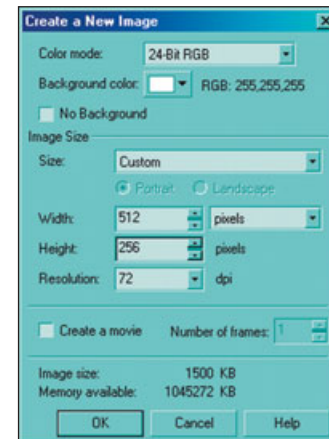 Create a New Image
Color mode: 24-Bit RGB
Background color: RGB: 255,255,255
No Background
Image Size
Size: Custom
Portrait Landscape
Width: 512 pixels
Height: 256 pixels
Resolution: 72 dpi
Create a movie Number of frames: 1
Image size: 1500 KB
Memory available: 1045272 KB
OK Cancel Help